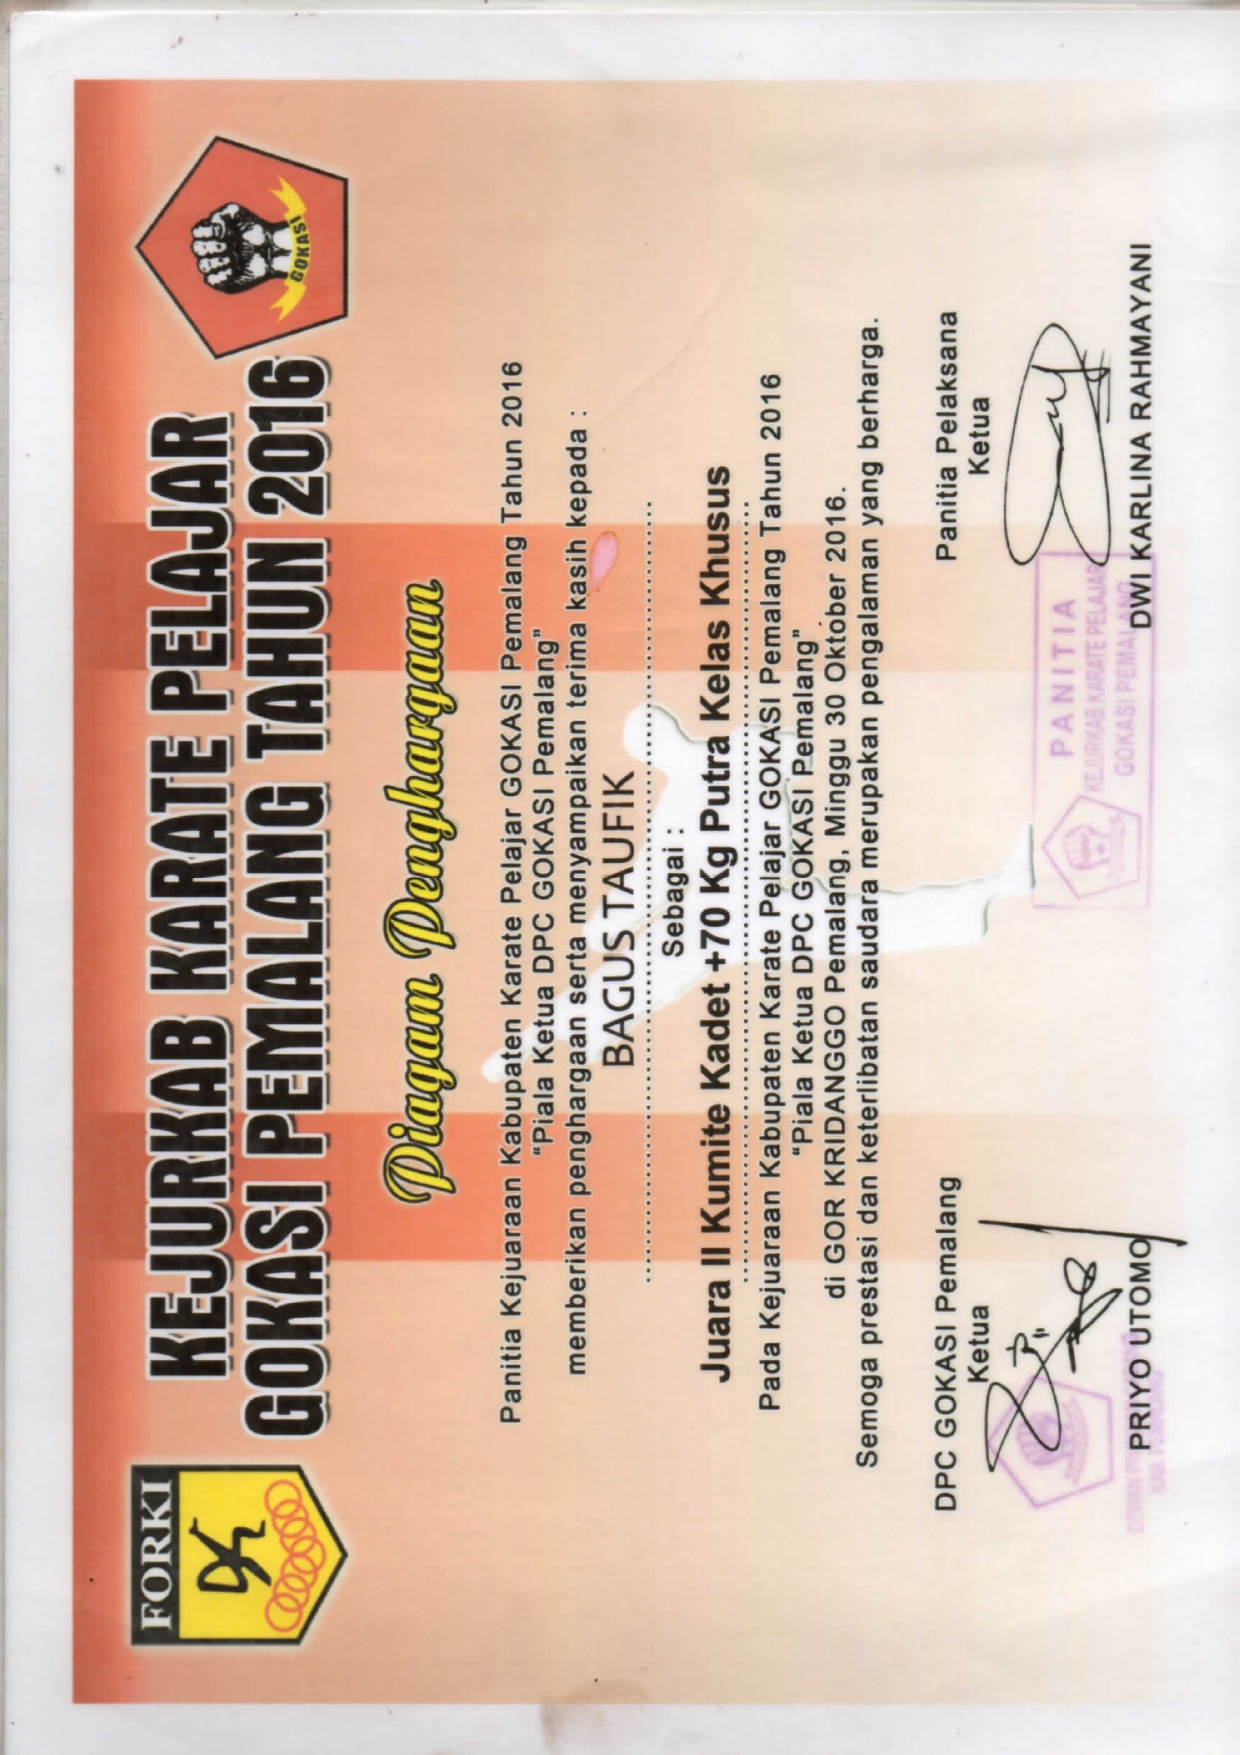 FORKI
KEJURKAB KARATE PELAJAR
GOKASI PEMALANG TAHUN 2016
GOKASI
Piagam Penghargaan
Panitia Kejuaraan Kabupaten Karate Pelajar GOKASI Pemalang Tahun 2016
“Piala Ketua DPC GOKASI Pemalang”
memberikan penghargaan serta menyampaikan terima kasih kepada :
BAGUS TAUFIK
Sebagai :
Juara II Kumite Kadet +70 Kg Putra Kelas Khusus
Pada Kejuaraan Kabupaten Karate Pelajar GOKASI Pemalang Tahun 2016
“Piala Ketua DPC GOKASI Pemalang”
di GOR KRIDANGGO Pemalang, Minggu 30 Oktober 2016.
Semoga prestasi dan keterlibatan saudara merupakan pengalaman yang berharga.
DPC GOKASI Pemalang
Ketua
PRIYO UTOMO
KAB. PEMALANG
Panitia Pelaksana
Ketua
PANITIA
KEJURKAB KARATE PELAJAR
GOKASI PEMALANG
DWI KARLINA RAHMAYANI